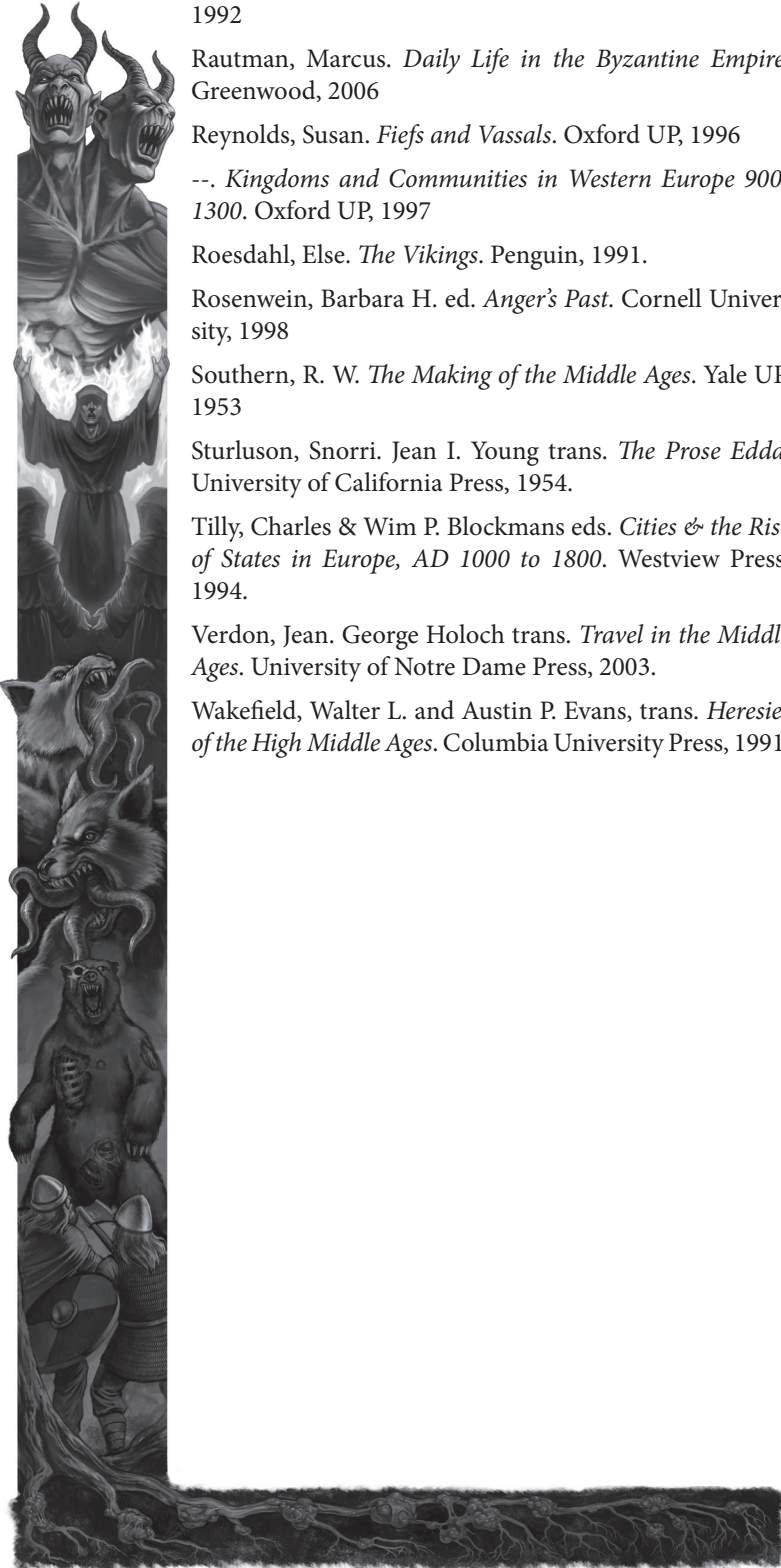 1992
Rautman, Marcus. Daily Life in the Byzantine Empire
Greenwood, 2006
Reynolds, Susan. Fiefs and Vassals. Oxford UP, 1996
--. Kingdoms and Communities in Western Europe 900
1300. Oxford UP, 1997
Roesdahl, Else. The Vikings. Penguin, 1991.
Rosenwein, Barbara H. ed. Anger’s Past. Cornell Univer
sity, 1998
Southern, R. W. The Making of the Middle Ages. Yale UP
1953
Sturluson, Snorri. Jean I. Young trans. The Prose Edda
University of California Press, 1954.
Tilly, Charles & Wim P. Blockmans eds. Cities & the Ris
of States in Europe, AD 1000 to 1800. Westview Press
1994.
Verdon, Jean. George Holoch trans. Travel in the Middl
Ages. University of Notre Dame Press, 2003.
Wakefield, Walter L. and Austin P. Evans, trans. Heresie
of the High Middle Ages. Columbia University Press, 1991